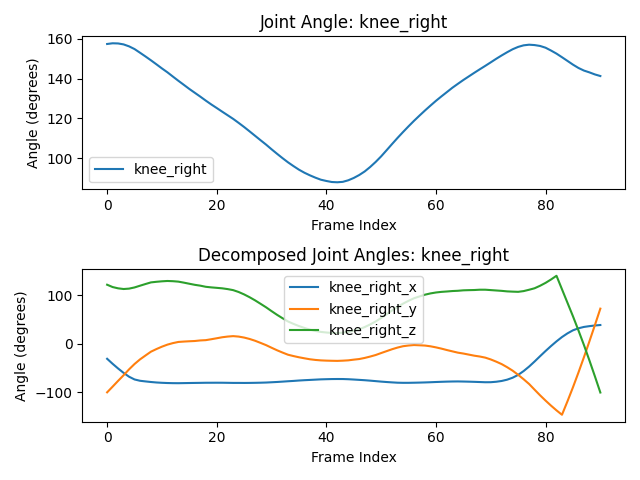 Joint Angle: knee_right
Angle (degrees)
160
140
120
100
knee_right
0 20 40 60 80
Frame Index
Decomposed Joint Angles: knee_right
Angle (degrees)
100
0
−100
knee_right_x
knee_right_y
knee_right_z
0 20 40 60 80
Frame Index